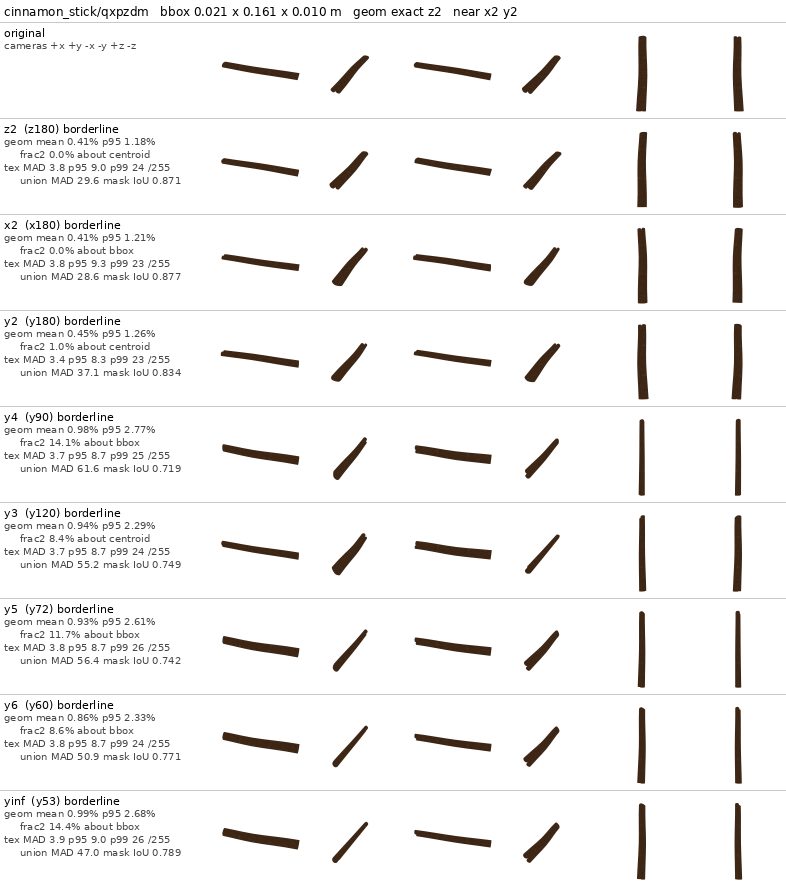 cinnamon_stick/qxpzdm   bbox 0.021 x 0.161 x 0.010 m   geom exact z2   near x2 y2
original
cameras +x +y -x -y +z -z
z2  (z180) borderline
geom mean 0.41% p95 1.18%
frac2 0.0% about centroid
tex MAD 3.8 p95 9.0 p99 24 /255
union MAD 29.6 mask IoU 0.871
x2  (x180) borderline
geom mean 0.41% p95 1.21%
frac2 0.0% about bbox
tex MAD 3.8 p95 9.3 p99 23 /255
union MAD 28.6 mask IoU 0.877
y2  (y180) borderline
geom mean 0.45% p95 1.26%
frac2 1.0% about centroid
tex MAD 3.4 p95 8.3 p99 23 /255
union MAD 37.1 mask IoU 0.834
y4  (y90) borderline
geom mean 0.98% p95 2.77%
frac2 14.1% about bbox
tex MAD 3.7 p95 8.7 p99 25 /255
union MAD 61.6 mask IoU 0.719
y3  (y120) borderline
geom mean 0.94% p95 2.29%
frac2 8.4% about centroid
tex MAD 3.7 p95 8.7 p99 24 /255
union MAD 55.2 mask IoU 0.749
y5  (y72) borderline
geom mean 0.93% p95 2.61%
frac2 11.7% about bbox
tex MAD 3.8 p95 8.7 p99 26 /255
union MAD 56.4 mask IoU 0.742
y6  (y60) borderline
geom mean 0.86% p95 2.33%
frac2 8.6% about bbox
tex MAD 3.8 p95 8.7 p99 24 /255
union MAD 50.9 mask IoU 0.771
yinf  (y53) borderline
geom mean 0.99% p95 2.68%
frac2 14.4% about bbox
tex MAD 3.9 p95 9.0 p99 26 /255
union MAD 47.0 mask IoU 0.789